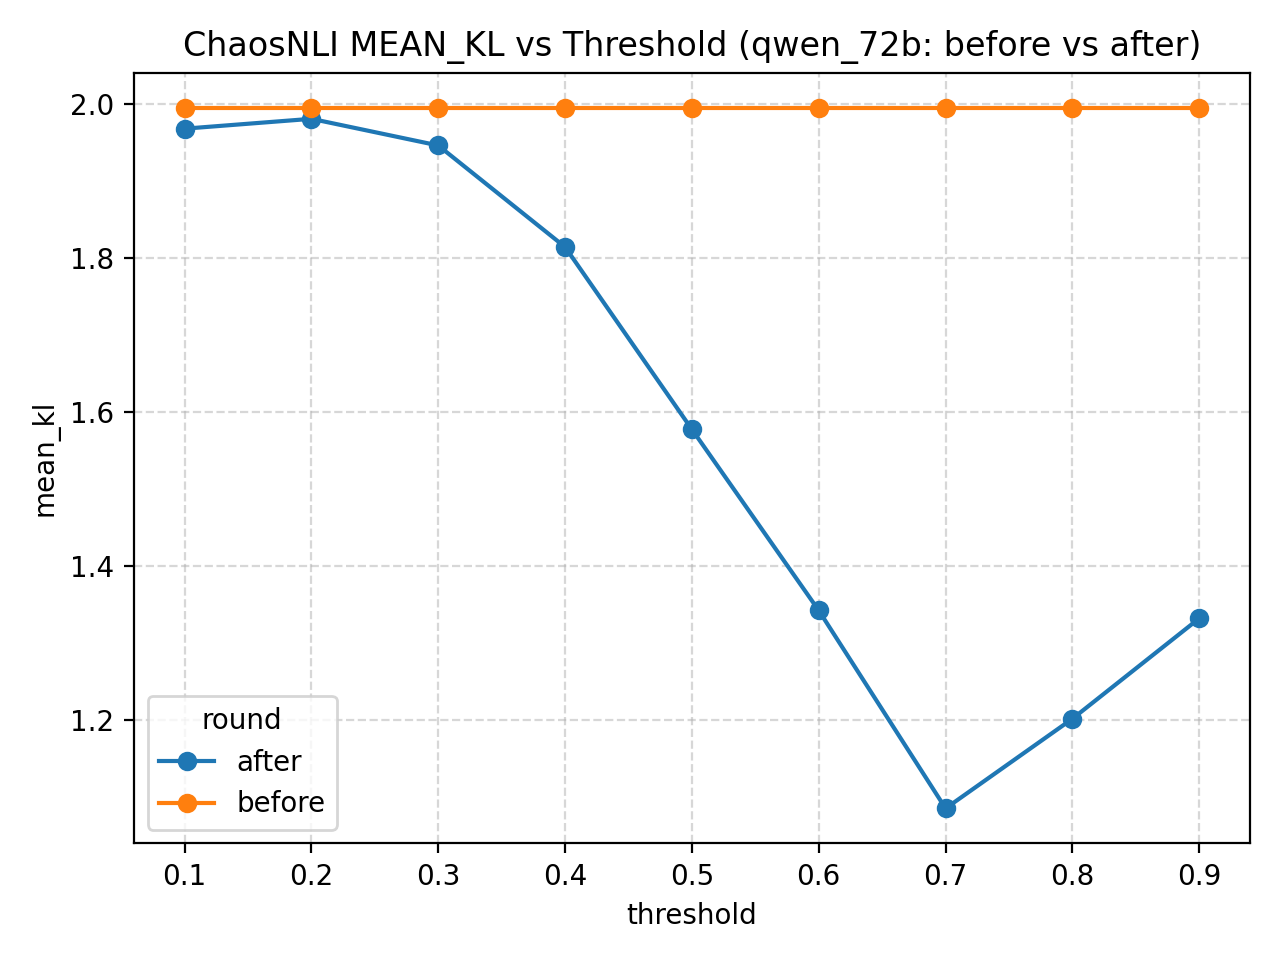 ChaosNLI MEAN_KL vs Threshold (qwen_72b: before vs after)
mean_kl
2.0
1.8
1.6
1.4
1.2
round
after
before
0.1 0.2 0.3 0.4 0.5 0.6 0.7 0.8 0.9
threshold